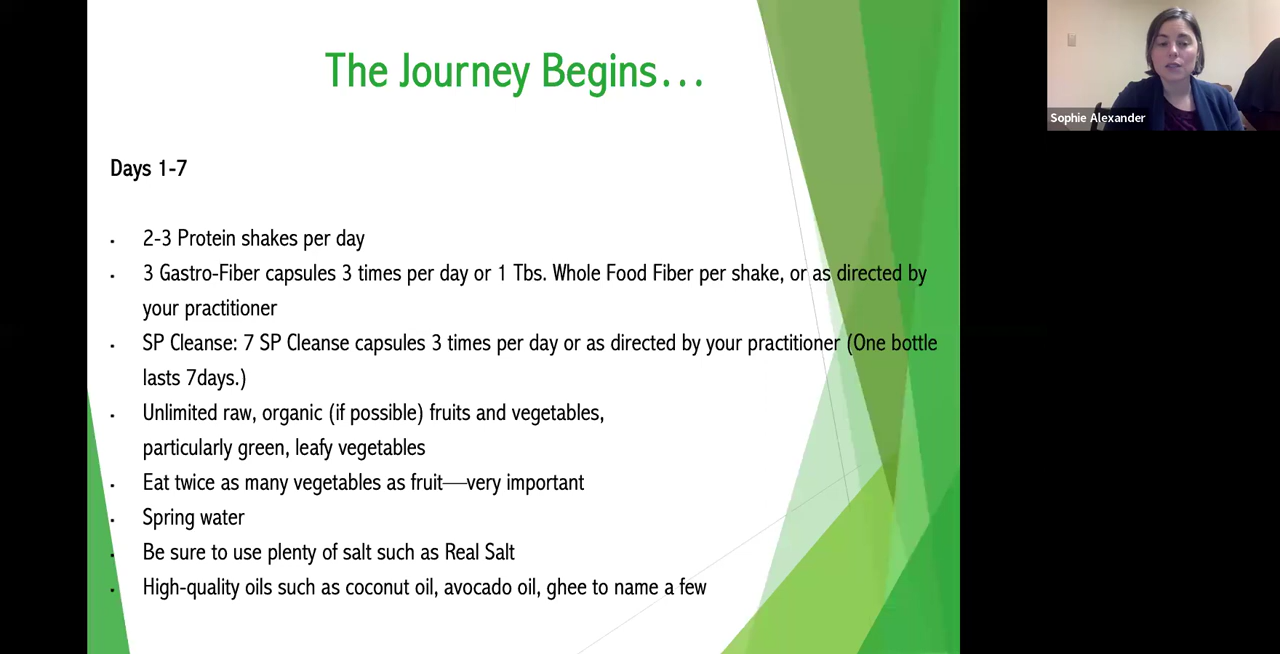 The Journey Begins…
Days 1-7
▪ 2-3 Protein shakes per day
▪ 3 Gastro-Fiber capsules 3 times per day or 1 Tbs. Whole Food Fiber per shake, or as directed by
your practitioner
▪ SP Cleanse: 7 SP Cleanse capsules 3 times per day or as directed by your practitioner (One bottle
lasts 7days.)
▪ Unlimited raw, organic (if possible) fruits and vegetables,
particularly green, leafy vegetables
▪ Eat twice as many vegetables as fruit—very important
▪ Spring water
▪ Be sure to use plenty of salt such as Real Salt
▪ High-quality oils such as coconut oil, avocado oil, ghee to name a few
Sophie Alexander